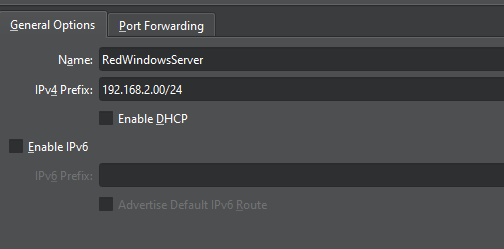 General Options
Port Forwarding
Name: RedWindowsServer
IPv4 Prefix: 192.168.2.00/24
Enable DHCP
Enable IPv6
IPv6 Prefix:
Advertise Default IPv6 Route